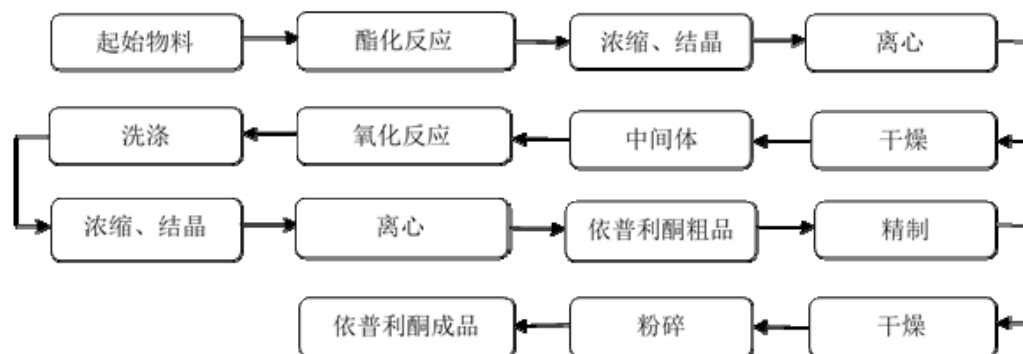 起始物料 酯化反应 浓缩、结晶 离心
洗涤 氧化反应 中间体 干燥
浓缩、结晶 离心 依普利酮粗品 精制
依普利酮成品 粉碎 干燥